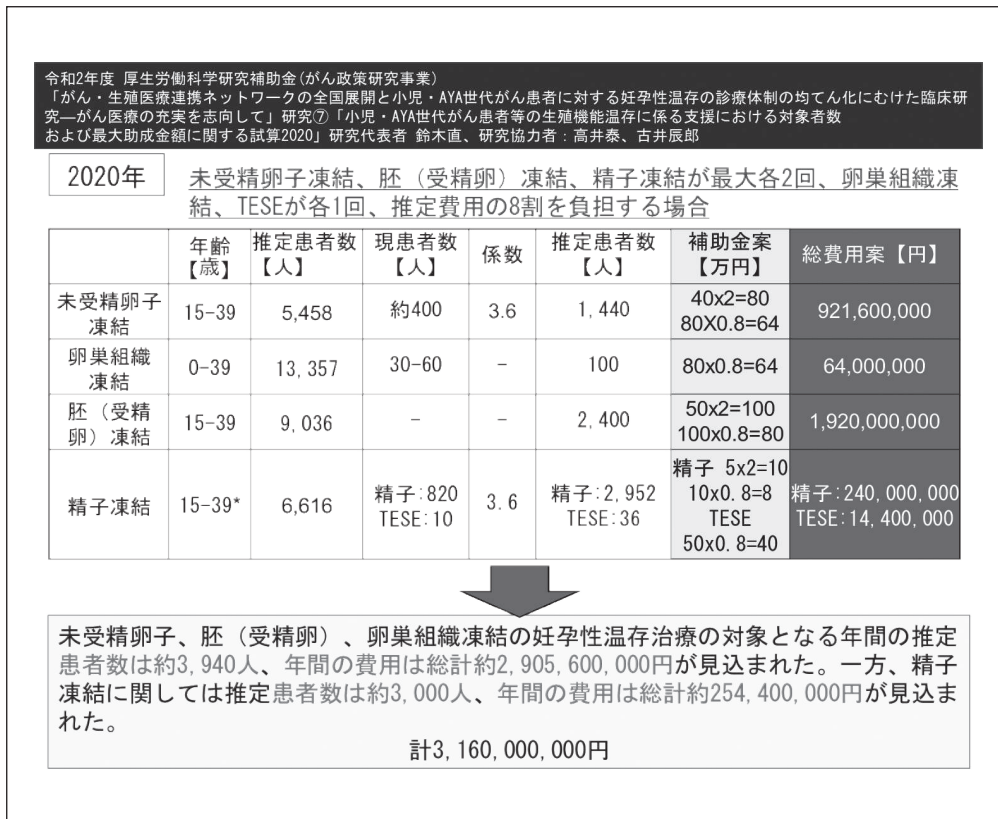 令和2年度 厚生労働科学研究補助金(がん政策研究事業)
「がん・生殖医療連携ネットワークの全国展開と小児・AYA世代がん患者に対する妊孕性温存の診療体制の均てん化にむけた臨床研
究―がん医療の充実を志向して」研究⑦「小児・AYA世代がん患者等の生殖機能温存に係る支援における対象者数
および最大助成金額に関する試算2020」研究代表者 鈴木直、研究協力者：高井泰、古井辰郎
2020年
未受精卵子凍結、胚（受精卵）凍結、精子凍結が最大各2回、卵巣組織凍
結、TESEが各1回、推定費用の8割を負担する場合
年齢【歳】 推定患者数【人】 現患者数【人】 係数 推定患者数【人】 補助金案【万円】 総費用案【円】
未受精卵子凍結 15-39 5,458 約400 3.6 1,440 40x2=80 80X0.8=64 921,600,000
卵巣組織凍結 0-39 13,357 30-60 - 100 80x0.8=64 64,000,000
胚（受精卵）凍結 15-39 9,036 - - 2,400 50x2=100 100x0.8=80 1,920,000,000
精子凍結 15-39* 6,616 精子:820 TESE:10 3.6 精子:2,952 TESE:36 精子 5x2=10 10x0.8=8 TESE 50x0.8=40 精子:240,000,000 TESE:14,400,000
未受精卵子、胚（受精卵）、卵巣組織凍結の妊孕性温存治療の対象となる年間の推定
患者数は約3,940人、年間の費用は総計約2,905,600,000円が見込まれた。一方、精子
凍結に関しては推定患者数は約3,000人、年間の費用は総計約254,400,000円が見込ま
れた。
計3,160,000,000円